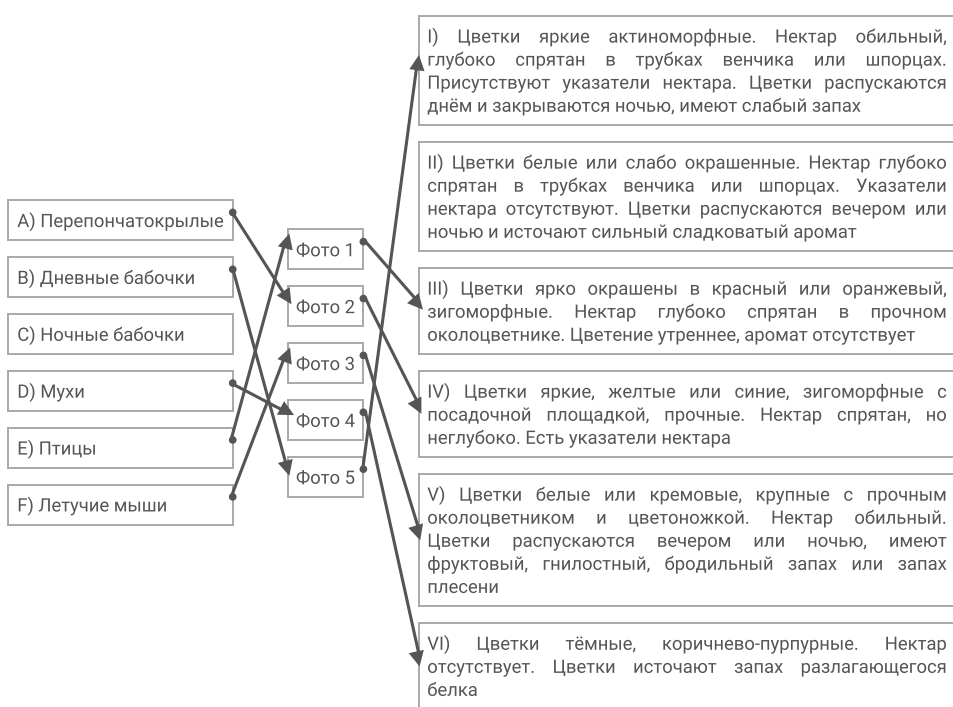 A) Перепончатокрылые
B) Дневные бабочки
C) Ночные бабочки
D) Мухи
E) Птицы
F) Летучие мыши
Фото 1
Фото 2
Фото 3
Фото 4
Фото 5
I) Цветки яркие актиноморфные. Нектар обильный,
глубоко спрятан в трубках венчика или шпорцах.
Присутствуют указатели нектара. Цветки распускаются
днём и закрываются ночью, имеют слабый запах
II) Цветки белые или слабо окрашенные. Нектар глубоко
спрятан в трубках венчика или шпорцах. Указатели
нектара отсутствуют. Цветки распускаются вечером или
ночью и источают сильный сладковатый аромат
III) Цветки ярко окрашены в красный или оранжевый,
зигоморфные. Нектар глубоко спрятан в прочном
околоцветнике. Цветение утреннее, аромат отсутствует
IV) Цветки яркие, желтые или синие, зигоморфные с
посадочной площадкой, прочные. Нектар спрятан, но
неглубоко. Есть указатели нектара
V) Цветки белые или кремовые, крупные с прочным
околоцветником и цветоножкой. Нектар обильный.
Цветки распускаются вечером или ночью, имеют
фруктовый, гнилостный, бродильный запах или запах
плесени
VI) Цветки тёмные, коричнево-пурпурные. Нектар
отсутствует. Цветки источают запах разлагающегося
белка